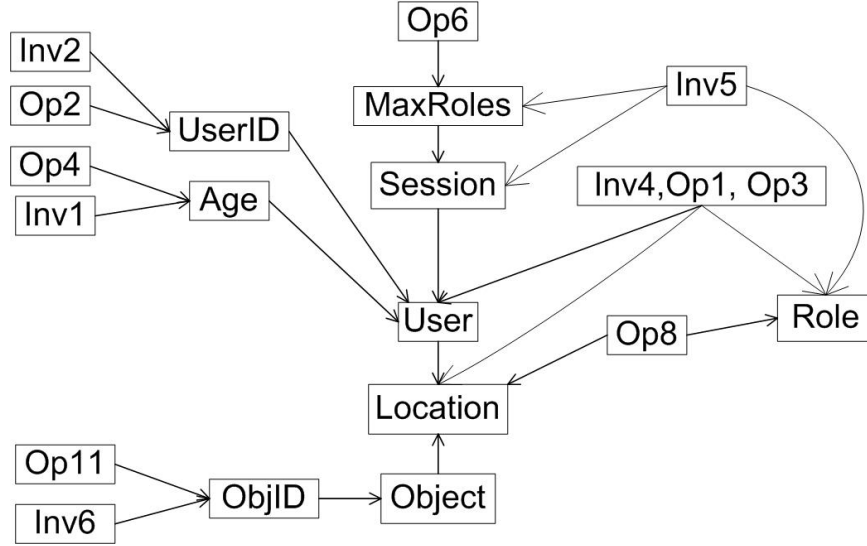 Op6
Inv2
Inv5
Op2
MaxRoles
UserID
Op4
Session
Inv4,Op1, Op3
Age
Inv1
User
Role
Op8
Location
Op11
ObjID
Object
Inv6